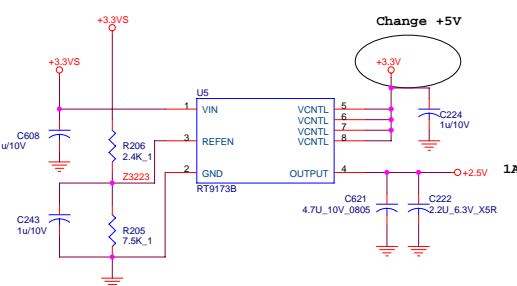 Change +5V
+3.3VS
+3.3VS
+3.3V
U5
1 VIN VCNTL 5
VCNTL 6
3 REFEN VCNTL 7
VCNTL 8
2 GND OUTPUT 4
RT9173B
C608
u/10V
R206
2.4K_1
C224
1u/10V
Z3223
+2.5V
1A
C243
1u/10V
R205
7.5K_1
C621
4.7U_10V_0805
C222
2.2U_6.3V_X5R